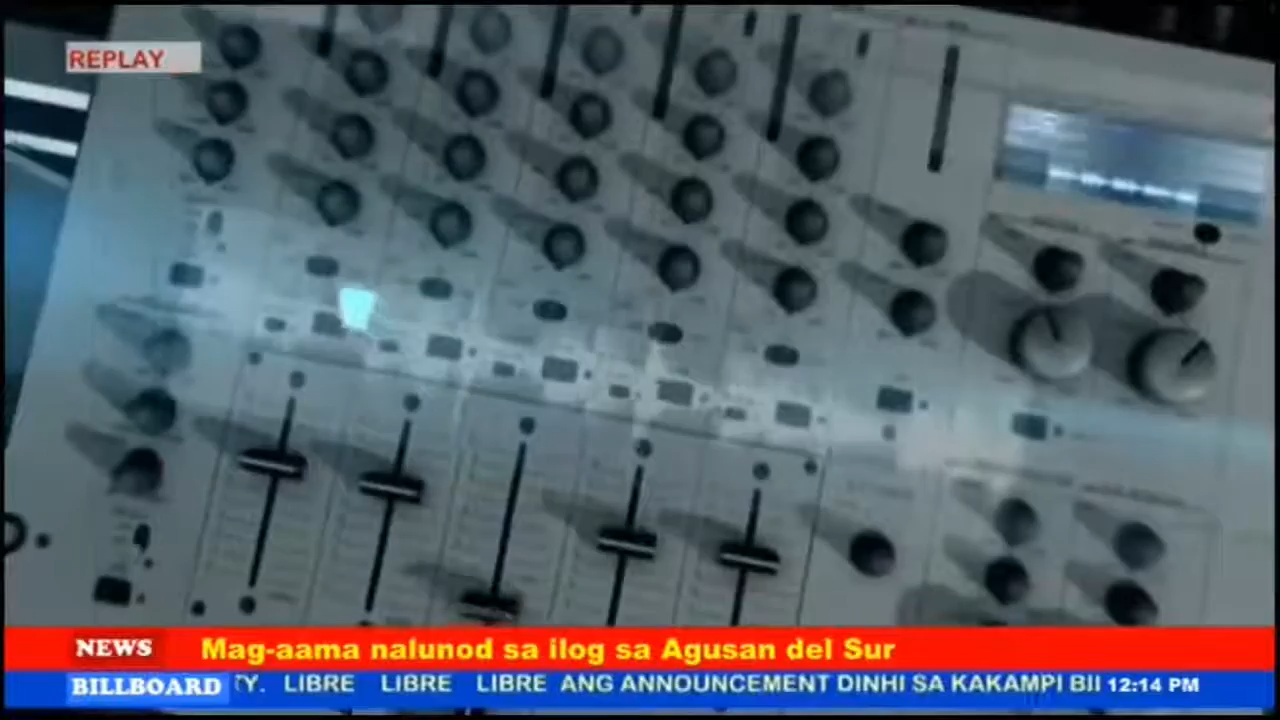 REPLAY
NEWS Mag-aama nalunod sa ilog sa Agusan del Sur
BILLBOARD Y. LIBRE LIBRE LIBRE ANG ANNOUNCEMENT DINHI SA KAKAMPI BII 12:14 PM